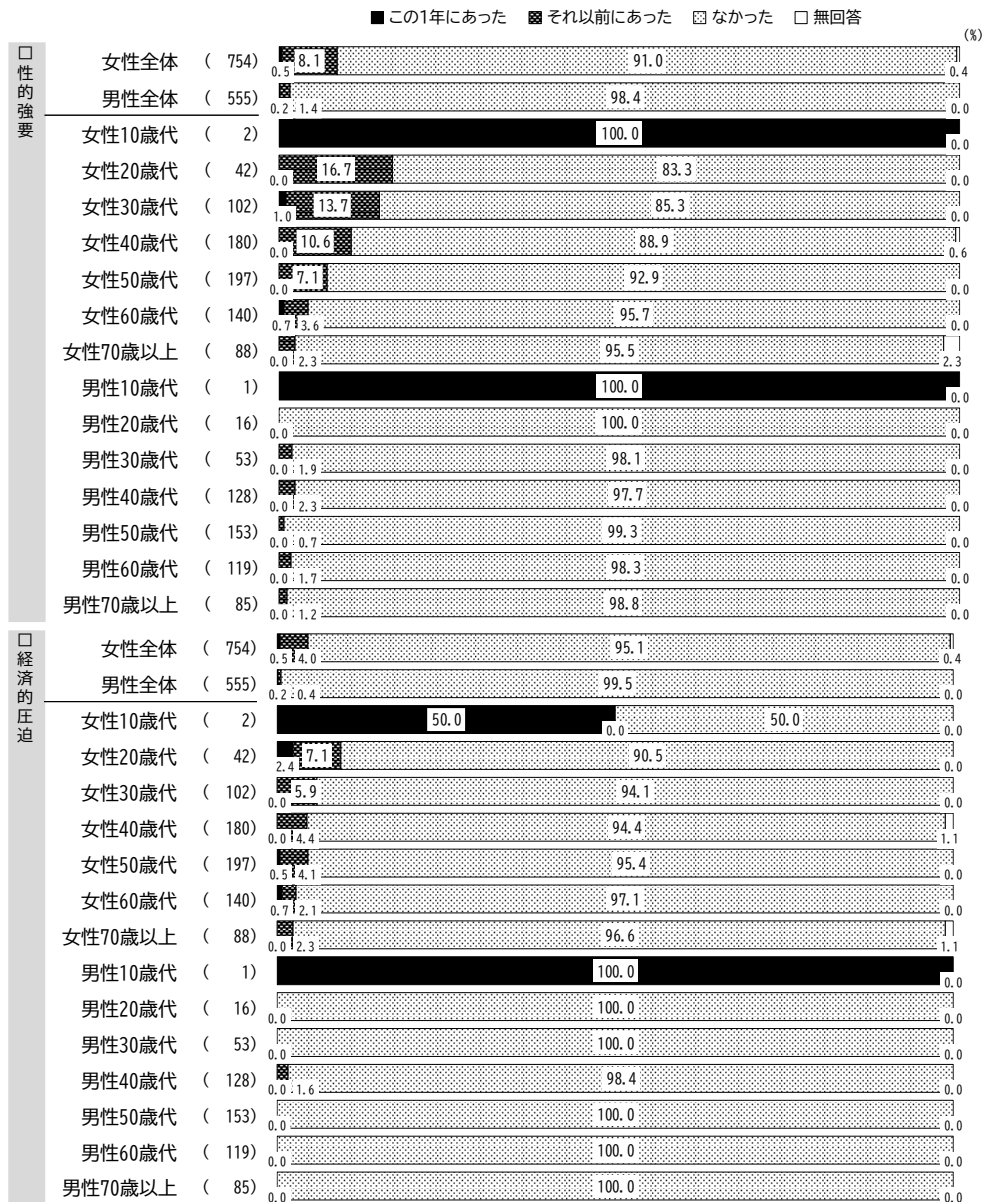 ■ この1年にあった ▩ それ以前にあった ▨ なかった □ 無回答
(%)
□性的強要
女性全体 ( 754) 0.5 8.1 91.0 0.4
男性全体 ( 555) 0.2 1.4 98.4 0.0
女性10歳代 ( 2) 100.0 0.0
女性20歳代 ( 42) 0.0 16.7 83.3 0.0
女性30歳代 ( 102) 1.0 13.7 85.3 0.0
女性40歳代 ( 180) 0.0 10.6 88.9 0.6
女性50歳代 ( 197) 0.0 7.1 92.9 0.0
女性60歳代 ( 140) 0.7 3.6 95.7 0.0
女性70歳以上 ( 88) 0.0 2.3 95.5 2.3
男性10歳代 ( 1) 100.0 0.0
男性20歳代 ( 16) 0.0 100.0 0.0
男性30歳代 ( 53) 0.0 1.9 98.1 0.0
男性40歳代 ( 128) 0.0 2.3 97.7 0.0
男性50歳代 ( 153) 0.0 0.7 99.3 0.0
男性60歳代 ( 119) 0.0 1.7 98.3 0.0
男性70歳以上 ( 85) 0.0 1.2 98.8 0.0
□経済的圧迫
女性全体 ( 754) 0.5 4.0 95.1 0.4
男性全体 ( 555) 0.2 0.4 99.5 0.0
女性10歳代 ( 2) 50.0 0.0 50.0 0.0
女性20歳代 ( 42) 2.4 7.1 90.5 0.0
女性30歳代 ( 102) 0.0 5.9 94.1 0.0
女性40歳代 ( 180) 0.0 4.4 94.4 1.1
女性50歳代 ( 197) 0.5 4.1 95.4 0.0
女性60歳代 ( 140) 0.7 2.1 97.1 0.0
女性70歳以上 ( 88) 0.0 2.3 96.6 1.1
男性10歳代 ( 1) 100.0 0.0
男性20歳代 ( 16) 0.0 100.0 0.0
男性30歳代 ( 53) 0.0 100.0 0.0
男性40歳代 ( 128) 0.0 1.6 98.4 0.0
男性50歳代 ( 153) 0.0 100.0 0.0
男性60歳代 ( 119) 0.0 100.0 0.0
男性70歳以上 ( 85) 0.0 100.0 0.0